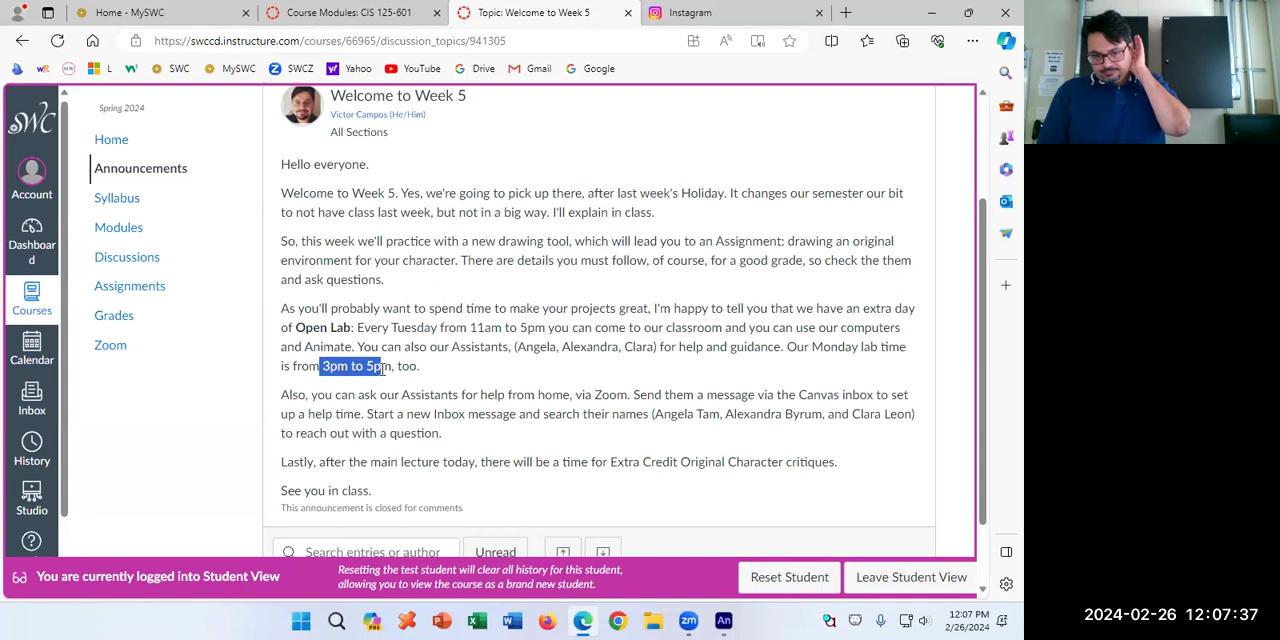 Home - MySWC
Course Modules: CIS 125-601
Topic: Welcome to Week 5
Instagram
https://swccd.instructure.com/courses/66965/discussion_topics/941305
L
SWC
MySWC
SWCZ
Yaroo
YouTube
Drive
Gmail
Google
SWC
Account
Dashboar
d
Courses
Calendar
Inbox
History
Studio
Spring 2024
Home
Announcements
Syllabus
Modules
Discussions
Assignments
Grades
Zoom
Welcome to Week 5
Victor Campos (He/Him)
All Sections
Hello everyone.
Welcome to Week 5. Yes, we're going to pick up there, after last week's Holiday. It changes our semester our bit
to not have class last week, but not in a big way. I'll explain in class.
So, this week we'll practice with a new drawing tool, which will lead you to an Assignment: drawing an original
environment for your character. There are details you must follow, of course, for a good grade, so check the them
and ask questions.
As you'll probably want to spend time to make your projects great, I'm happy to tell you that we have an extra day
of Open Lab: Every Tuesday from 11am to 5pm you can come to our classroom and you can use our computers
and Animate. You can also our Assistants, (Angela, Alexandra, Clara) for help and guidance. Our Monday lab time
is from 3pm to 5pm, too.
Also, you can ask our Assistants for help from home, via Zoom. Send them a message via the Canvas inbox to set
up a help time. Start a new Inbox message and search their names (Angela Tam, Alexandra Byrum, and Clara Leon)
to reach out with a question.
Lastly, after the main lecture today, there will be a time for Extra Credit Original Character critiques.
See you in class.
This announcement is closed for comments
Search entries or author
Unread
You are currently logged into Student View
Resetting the test student will clear all history for this student,
allowing you to view the course as a brand new student.
Reset Student
Leave Student View
12:07 PM
2/26/2024
2024-02-26 12:07:37